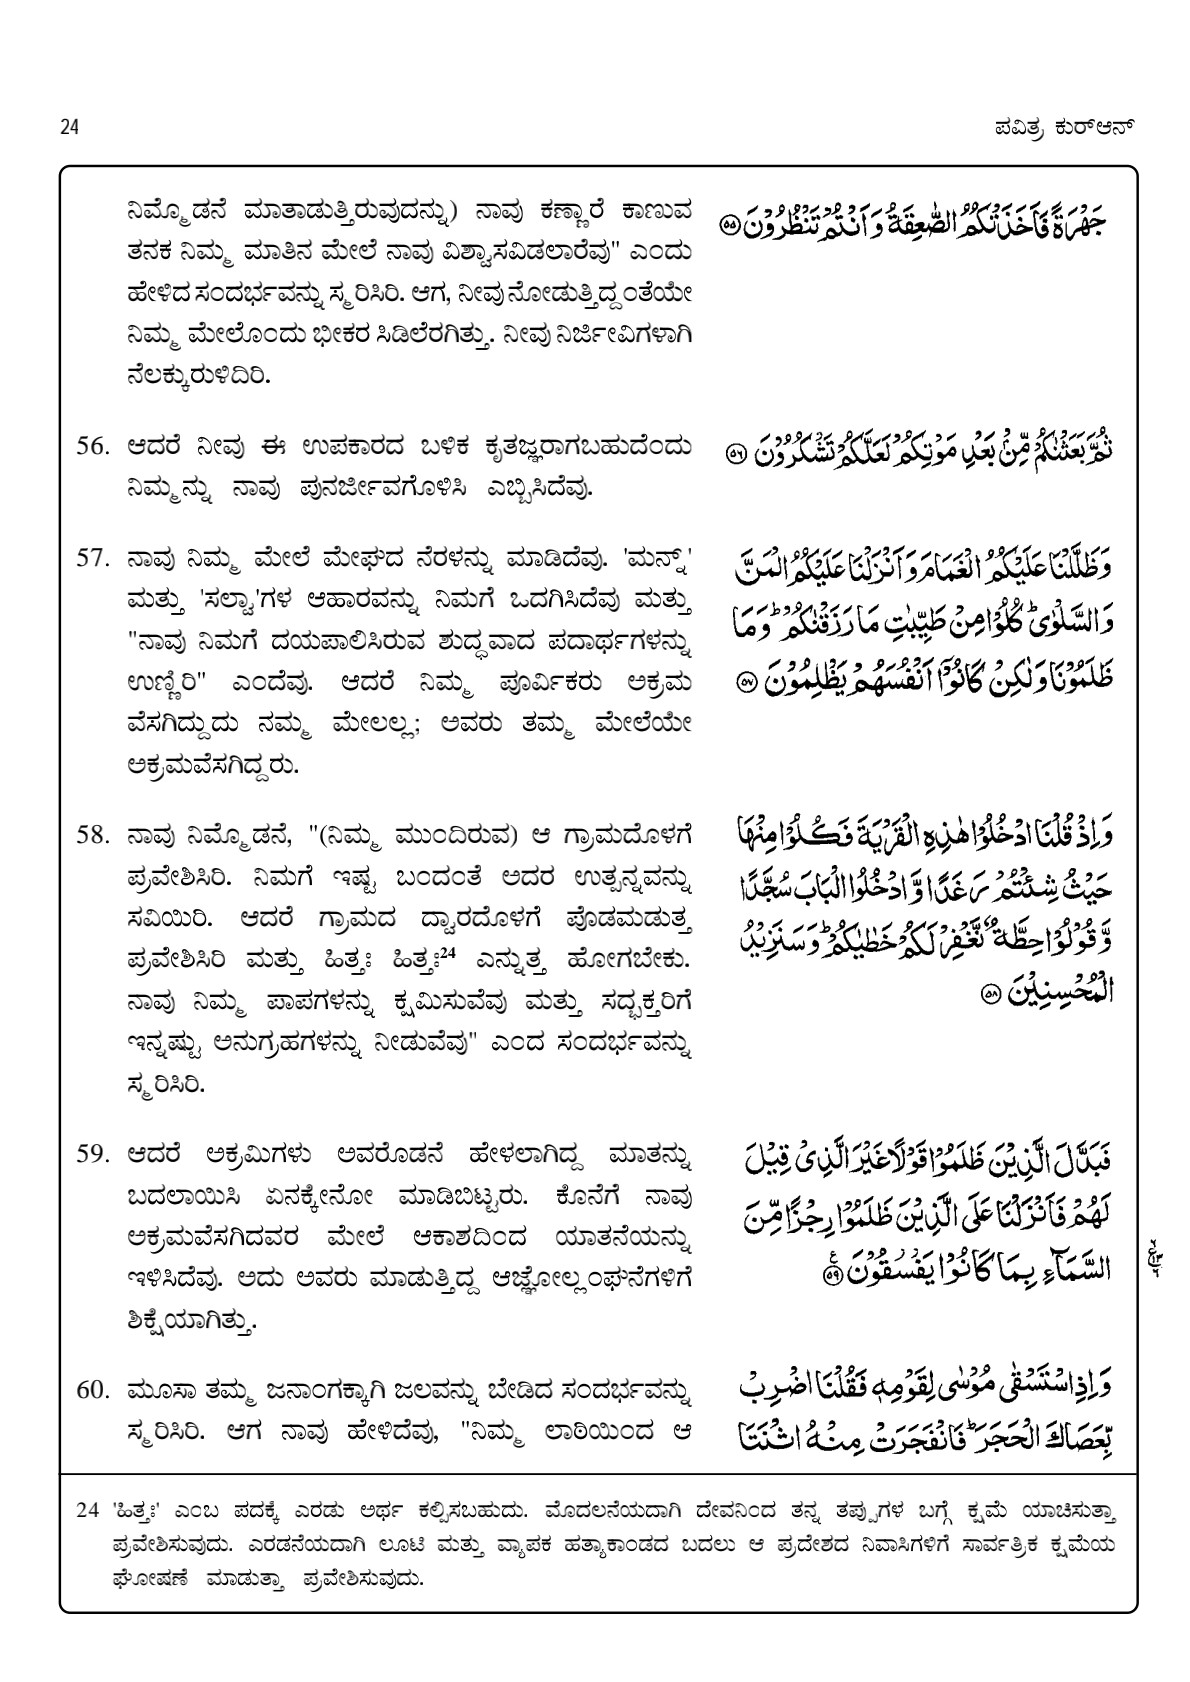 24
ಪವಿತ್ರ ಕುರ್‌ಆನ್
ನಿಮ್ಮೊಡನೆ ಮಾತಾಡುತ್ತಿರುವುದನ್ನು) ನಾವು ಕಣ್ಣಾರೆ ಕಾಣುವ
ತನಕ ನಿಮ್ಮ ಮಾತಿನ ಮೇಲೆ ನಾವು ವಿಶ್ವಾಸವಿಡಲಾರೆವು" ಎಂದು
ಹೇಳಿದ ಸಂದರ್ಭವನ್ನು ಸ್ಮರಿಸಿರಿ. ಆಗ, ನೀವು ನೋಡುತ್ತಿದ್ದಂತೆಯೇ
ನಿಮ್ಮ ಮೇಲೊಂದು ಭೀಕರ ಸಿಡಿಲೆರಗಿತ್ತು. ನೀವು ನಿರ್ಜೀವಿಗಳಾಗಿ
ನೆಲಕ್ಕುರುಳಿದಿರಿ.
جَهْرَةً فَاَخَذَتْكُمُ الصّٰعِقَةُ وَ اَنْتُمْ تَنْظُرُوْنَ ۝۵۵
56. ಆದರೆ ನೀವು ಈ ಉಪಕಾರದ ಬಳಿಕ ಕೃತಜ್ಞರಾಗಬಹುದೆಂದು
ನಿಮ್ಮನ್ನು ನಾವು ಪುನರ್ಜೀವಗೊಳಿಸಿ ಎಬ್ಬಿಸಿದೆವು.
ثُمَّ بَعَثْنٰكُمْ مِّنْۢ بَعْدِ مَوْتِكُمْ لَعَلَّكُمْ تَشْكُرُوْنَ ۝۵۶
57. ನಾವು ನಿಮ್ಮ ಮೇಲೆ ಮೇಘದ ನೆರಳನ್ನು ಮಾಡಿದೆವು. 'ಮನ್ನ್'
ಮತ್ತು 'ಸಲ್ವಾ'ಗಳ ಆಹಾರವನ್ನು ನಿಮಗೆ ಒದಗಿಸಿದೆವು ಮತ್ತು
"ನಾವು ನಿಮಗೆ ದಯಪಾಲಿಸಿರುವ ಶುದ್ಧವಾದ ಪದಾರ್ಥಗಳನ್ನು
ಉಣ್ಣಿರಿ" ಎಂದೆವು. ಆದರೆ ನಿಮ್ಮ ಪೂರ್ವಿಕರು ಅಕ್ರಮ
ವೆಸಗಿದ್ದುದು ನಮ್ಮ ಮೇಲಲ್ಲ; ಅವರು ತಮ್ಮ ಮೇಲೆಯೇ
ಅಕ್ರಮವೆಸಗಿದ್ದರು.
وَ ظَلَّلْنَا عَلَيْكُمُ الْغَمَامَ وَ اَنْزَلْنَا عَلَيْكُمُ الْمَنَّ
وَ السَّلْوٰى ؕ كُلُوْا مِنْ طَيِّبٰتِ مَا رَزَقْنٰكُمْ ؕ وَ مَا
ظَلَمُوْنَا وَ لٰكِنْ كَانُوْۤا اَنْفُسَهُمْ يَظْلِمُوْنَ ۝۵۷
58. ನಾವು ನಿಮ್ಮೊಡನೆ, "(ನಿಮ್ಮ ಮುಂದಿರುವ) ಆ ಗ್ರಾಮದೊಳಗೆ
ಪ್ರವೇಶಿಸಿರಿ. ನಿಮಗೆ ಇಷ್ಟ ಬಂದಂತೆ ಅದರ ಉತ್ಪನ್ನವನ್ನು
ಸವಿಯಿರಿ. ಆದರೆ ಗ್ರಾಮದ ದ್ವಾರದೊಳಗೆ ಪೊಡಮಡುತ್ತ
ಪ್ರವೇಶಿಸಿರಿ ಮತ್ತು ಹಿತ್ತಃ ಹಿತ್ತಃ24 ಎನ್ನುತ್ತ ಹೋಗಬೇಕು.
ನಾವು ನಿಮ್ಮ ಪಾಪಗಳನ್ನು ಕ್ಷಮಿಸುವೆವು ಮತ್ತು ಸದ್ಭಕ್ತರಿಗೆ
ಇನ್ನಷ್ಟು ಅನುಗ್ರಹಗಳನ್ನು ನೀಡುವೆವು" ಎಂದ ಸಂದರ್ಭವನ್ನು
ಸ್ಮರಿಸಿರಿ.
وَ اِذْ قُلْنَا ادْخُلُوْا هٰذِهِ الْقَرْيَةَ فَكُلُوْا مِنْهَا
حَيْثُ شِئْتُمْ رَغَدًا وَّ ادْخُلُوا الْبَابَ سُجَّدًا
وَّ قُوْلُوْا حِطَّةٌ نَّغْفِرْ لَكُمْ خَطٰيٰكُمْ ؕ وَ سَنَزِيْدُ
الْمُحْسِنِيْنَ ۝۵۸
59. ಆದರೆ ಅಕ್ರಮಿಗಳು ಅವರೊಡನೆ ಹೇಳಲಾಗಿದ್ದ ಮಾತನ್ನು
ಬದಲಾಯಿಸಿ ಏನಕ್ಕೇನೋ ಮಾಡಿಬಿಟ್ಟರು. ಕೊನೆಗೆ ನಾವು
ಅಕ್ರಮವೆಸಗಿದವರ ಮೇಲೆ ಆಕಾಶದಿಂದ ಯಾತನೆಯನ್ನು
ಇಳಿಸಿದೆವು. ಅದು ಅವರು ಮಾಡುತ್ತಿದ್ದ ಆಜ್ಞೋಲ್ಲಂಘನೆಗಳಿಗೆ
ಶಿಕ್ಷೆಯಾಗಿತ್ತು.
فَبَدَّلَ الَّذِيْنَ ظَلَمُوْا قَوْلًا غَيْرَ الَّذِيْ قِيْلَ
لَهُمْ فَاَنْزَلْنَا عَلَى الَّذِيْنَ ظَلَمُوْا رِجْزًا مِّنَ
السَّمَآءِ بِمَا كَانُوْا يَفْسُقُوْنَ ۝۵۹
60. ಮೂಸಾ ತಮ್ಮ ಜನಾಂಗಕ್ಕಾಗಿ ಜಲವನ್ನು ಬೇಡಿದ ಸಂದರ್ಭವನ್ನು
ಸ್ಮರಿಸಿರಿ. ಆಗ ನಾವು ಹೇಳಿದೆವು, "ನಿಮ್ಮ ಲಾಠಿಯಿಂದ ಆ
وَ اِذِ اسْتَسْقٰى مُوْسٰى لِقَوْمِهٖ فَقُلْنَا اضْرِبْ
بِّعَصَاكَ الْحَجَرَ ؕ فَانْفَجَرَتْ مِنْهُ اثْنَتَا
24 'ಹಿತ್ತಃ' ಎಂಬ ಪದಕ್ಕೆ ಎರಡು ಅರ್ಥ ಕಲ್ಪಿಸಬಹುದು. ಮೊದಲನೆಯದಾಗಿ ದೇವನಿಂದ ತನ್ನ ತಪ್ಪುಗಳ ಬಗ್ಗೆ ಕ್ಷಮೆ ಯಾಚಿಸುತ್ತಾ
ಪ್ರವೇಶಿಸುವುದು. ಎರಡನೆಯದಾಗಿ ಲೂಟಿ ಮತ್ತು ವ್ಯಾಪಕ ಹತ್ಯಾಕಾಂಡದ ಬದಲು ಆ ಪ್ರದೇಶದ ನಿವಾಸಿಗಳಿಗೆ ಸಾರ್ವತ್ರಿಕ ಕ್ಷಮೆಯ
ಘೋಷಣೆ ಮಾಡುತ್ತಾ ಪ್ರವೇಶಿಸುವುದು.